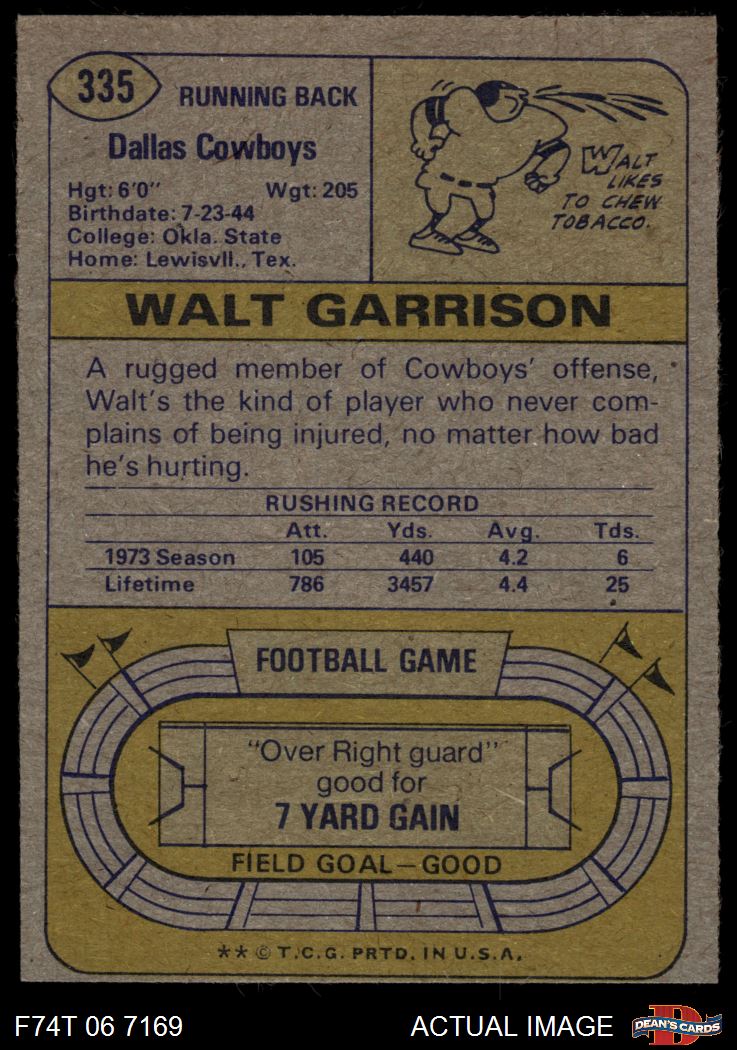 335
RUNNING BACK
Dallas Cowboys
Hgt: 6'0" Wgt: 205
Birthdate: 7-23-44
College: Okla. State
Home: Lewisvll., Tex.
WALT
LIKES
TO CHEW
TOBACCO.
WALT GARRISON
A rugged member of Cowboys' offense,
Walt's the kind of player who never com-
plains of being injured, no matter how bad
he's hurting.
RUSHING RECORD
Att. Yds. Avg. Tds.
1973 Season 105 440 4.2 6
Lifetime 786 3457 4.4 25
FOOTBALL GAME
"Over Right guard"
good for
7 YARD GAIN
FIELD GOAL—GOOD
** © T.C.G. PRTD. IN U.S.A.
F74T 06 7169 ACTUAL IMAGE
DEAN'S CARDS